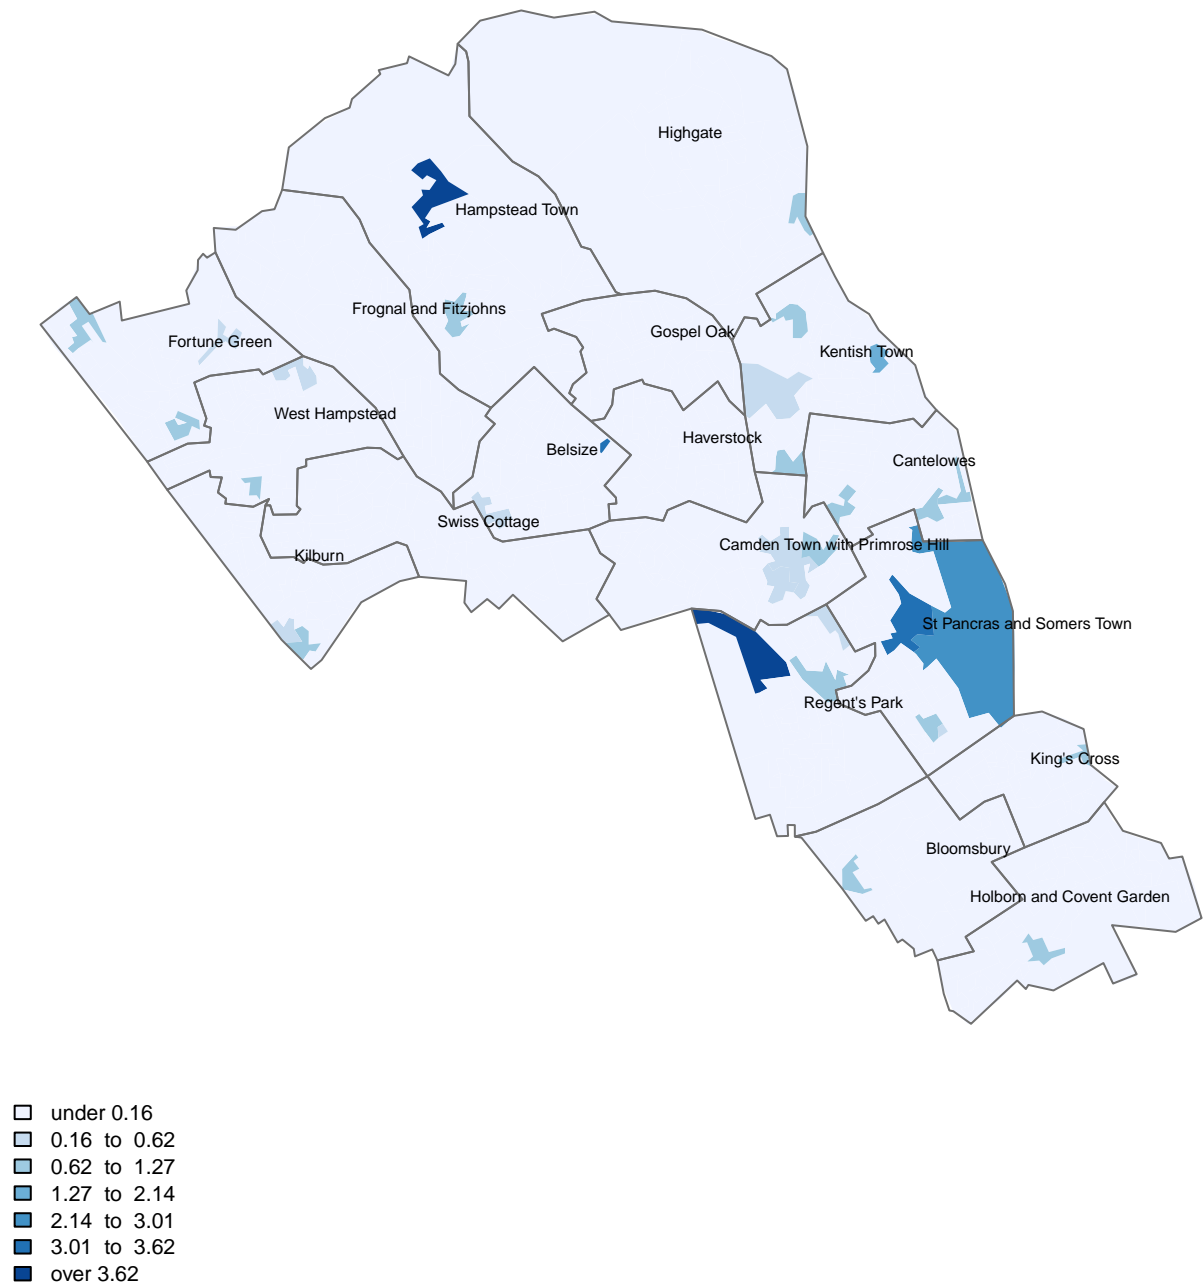 Highgate
Hampstead Town
Frognal and Fitzjohns
Gospel Oak
Fortune Green
Kentish Town
West Hampstead
Haverstock
Belsize
Cantelowes
Swiss Cottage
Camden Town with Primrose Hill
Kilburn
St Pancras and Somers Town
Regent's Park
King's Cross
Bloomsbury
Holborn and Covent Garden
under 0.16
0.16 to 0.62
0.62 to 1.27
1.27 to 2.14
2.14 to 3.01
3.01 to 3.62
over 3.62